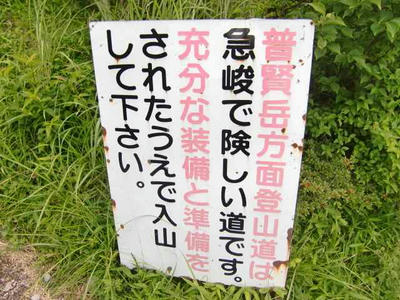 普賢岳方面登山道は
急峻で険しい道です。
充分な装備と準備を
されたうえで入山
して下さい。